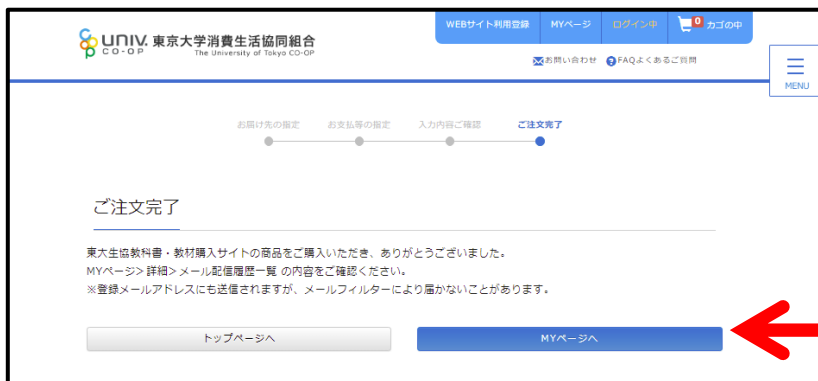 WEBサイト利用登録 MYページ ログイン中 0 カゴの中
UNIV. CO-OP 東京大学消費生活協同組合
The University of Tokyo CO-OP
お問い合わせ ? FAQよくあるご質問
MENU
お届け先の指定 お支払等の指定 入力内容ご確認 ご注文完了
ご注文完了
東大生協教科書・教材購入サイトの商品をご購入いただき、ありがとうございました。
MYページ>詳細>メール配信履歴一覧 の内容をご確認ください。
※登録メールアドレスにも送信されますが、メールフィルターにより届かないことがあります。
トップページへ MYページへ